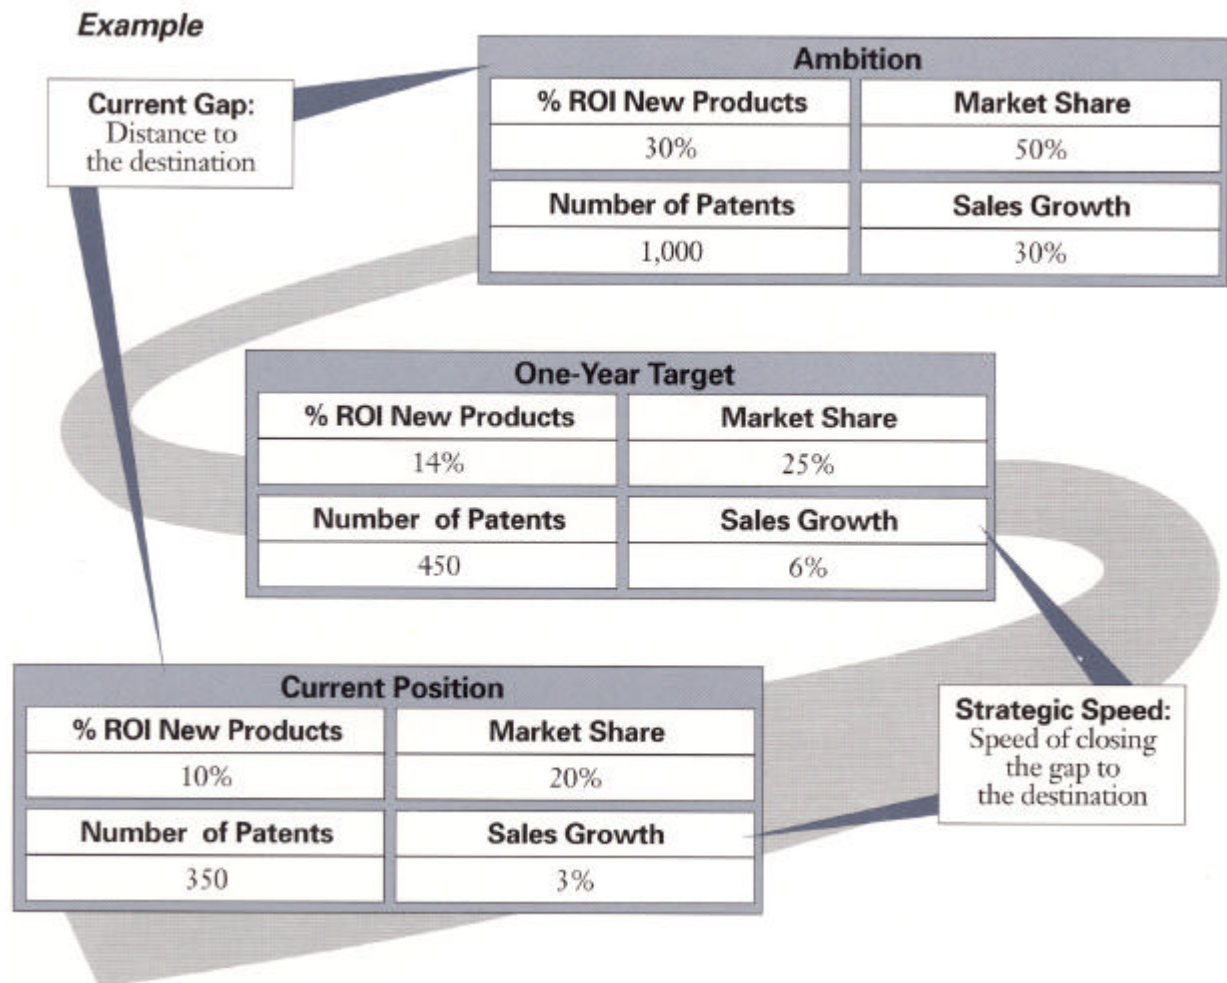 Example
Current Gap:
Distance to
the destination
Ambition
% ROI New Products
Market Share
30%
50%
Number of Patents
Sales Growth
1,000
30%
One-Year Target
% ROI New Products
Market Share
14%
25%
Number of Patents
Sales Growth
450
6%
Current Position
% ROI New Products
Market Share
10%
20%
Number of Patents
Sales Growth
350
3%
Strategic Speed:
Speed of closing
the gap to
the destination